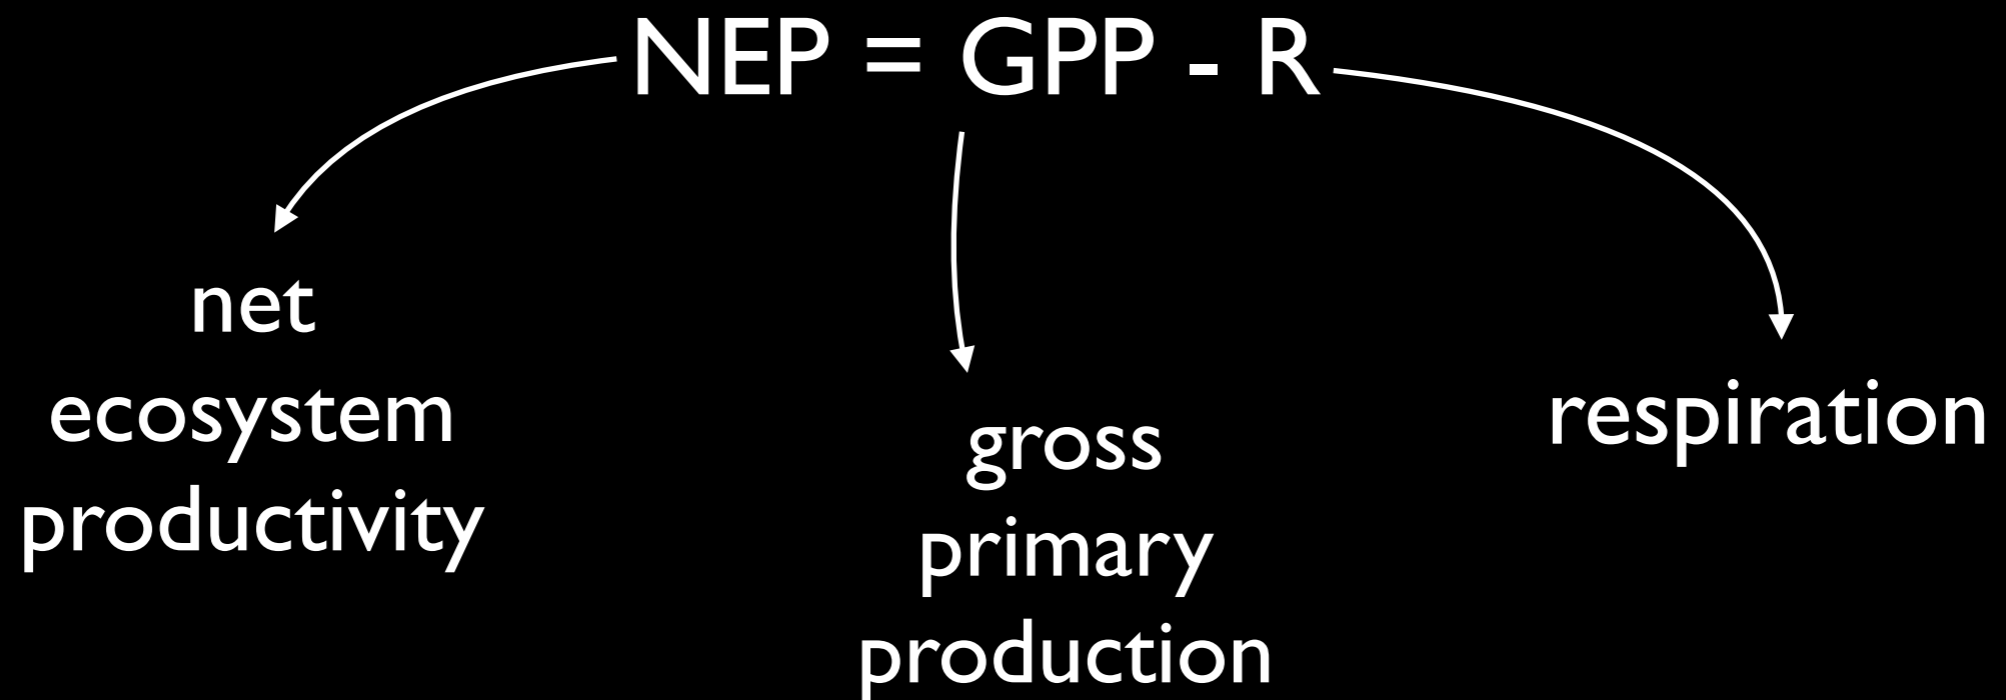 NEP = GPP - R
net
ecosystem
productivity
gross
primary
production
respiration